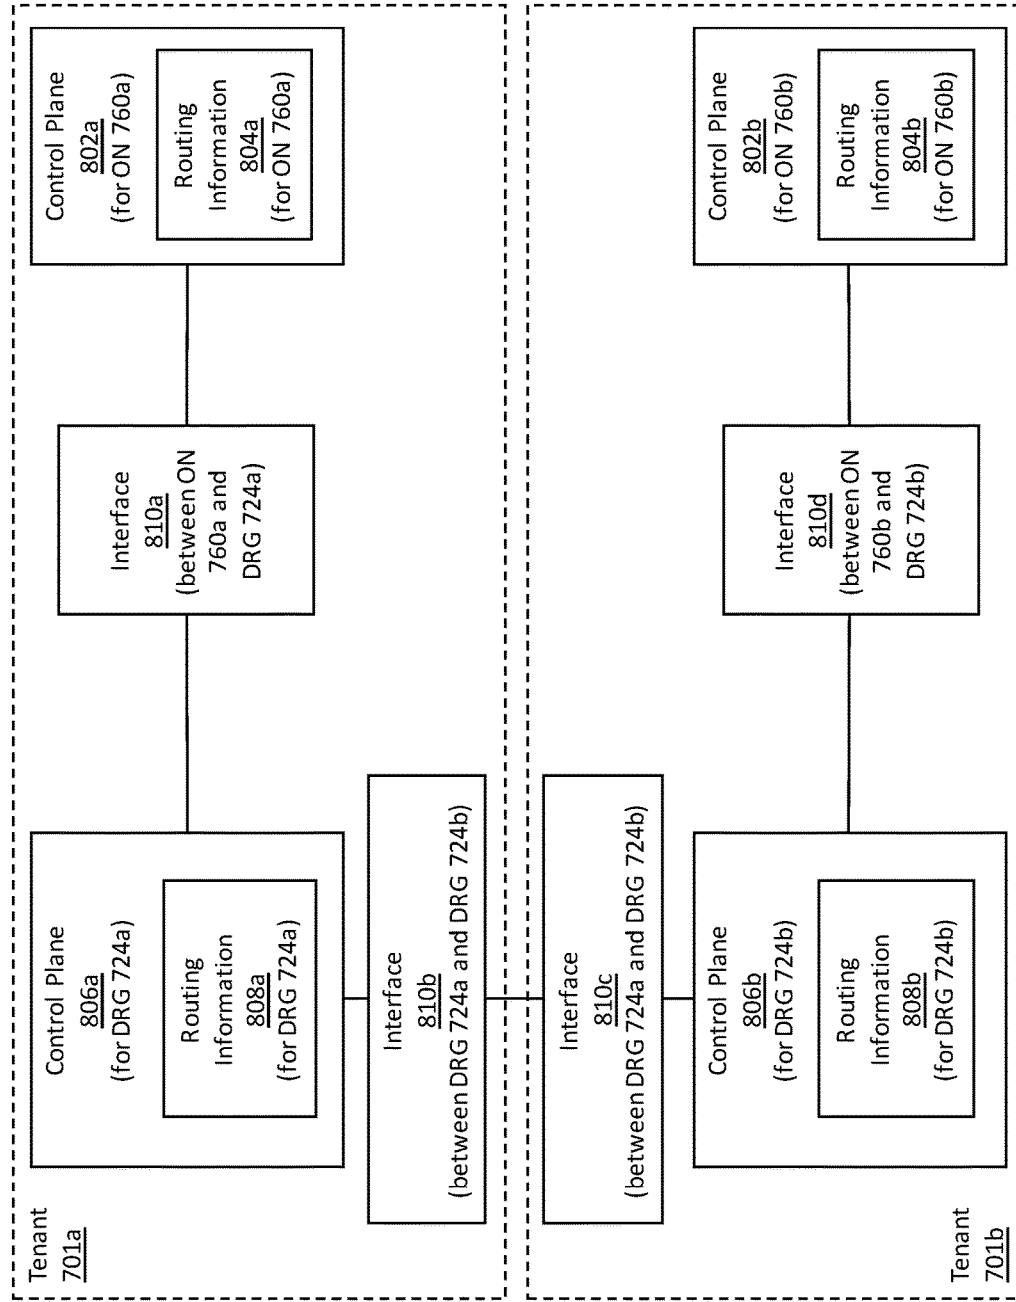 Tenant
701a
Control Plane
806a
(for DRG 724a)
Routing
Information
808a
(for DRG 724a)
Interface
810a
(between ON
760a and
DRG 724a)
Control Plane
802a
(for ON 760a)
Routing
Information
804a
(for ON 760a)
Interface
810b
(between DRG 724a and DRG 724b)
Interface
810c
(between DRG 724a and DRG 724b)
Tenant
701b
Control Plane
806b
(for DRG 724b)
Routing
Information
808b
(for DRG 724b)
Interface
810d
(between ON
760b and
DRG 724b)
Control Plane
802b
(for ON 760b)
Routing
Information
804b
(for ON 760b)